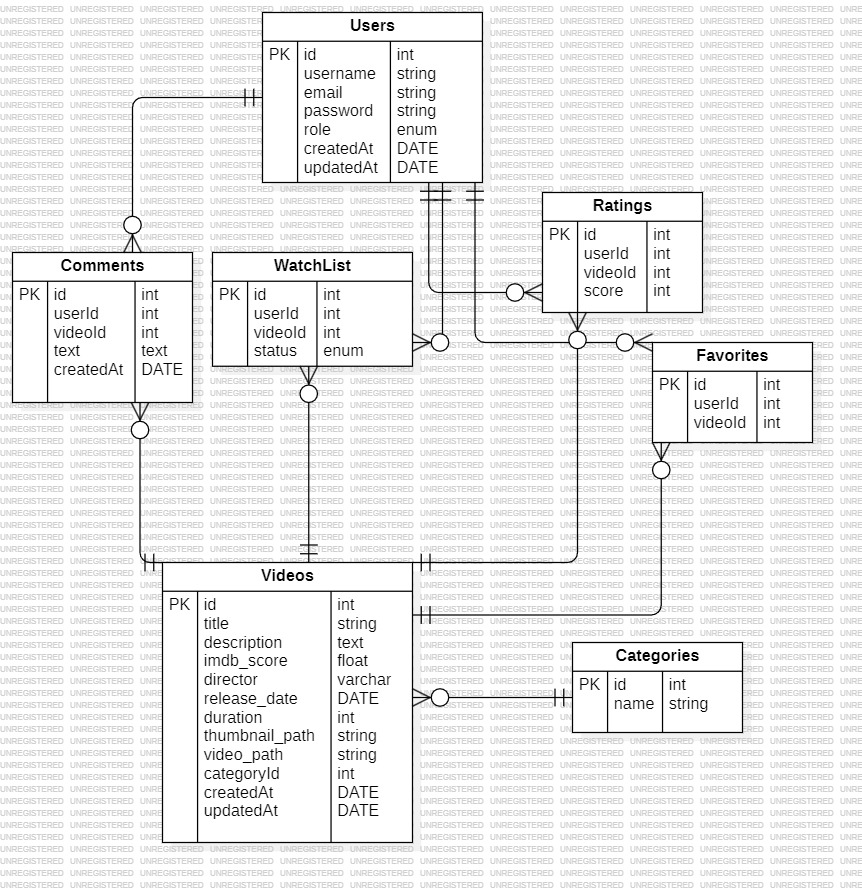 Users
PK id int
username string
email string
password string
role enum
createdAt DATE
updatedAt DATE
Ratings
PK id int
userId int
videoId int
score int
Comments
PK id int
userId int
videoId int
text text
createdAt DATE
WatchList
PK id int
userId int
videoId int
status enum
Favorites
PK id int
userId int
videoId int
Videos
PK id int
title string
description text
imdb_score float
director varchar
release_date DATE
duration int
thumbnail_path string
video_path string
categoryId int
createdAt DATE
updatedAt DATE
Categories
PK id int
name string
UNREGISTERED